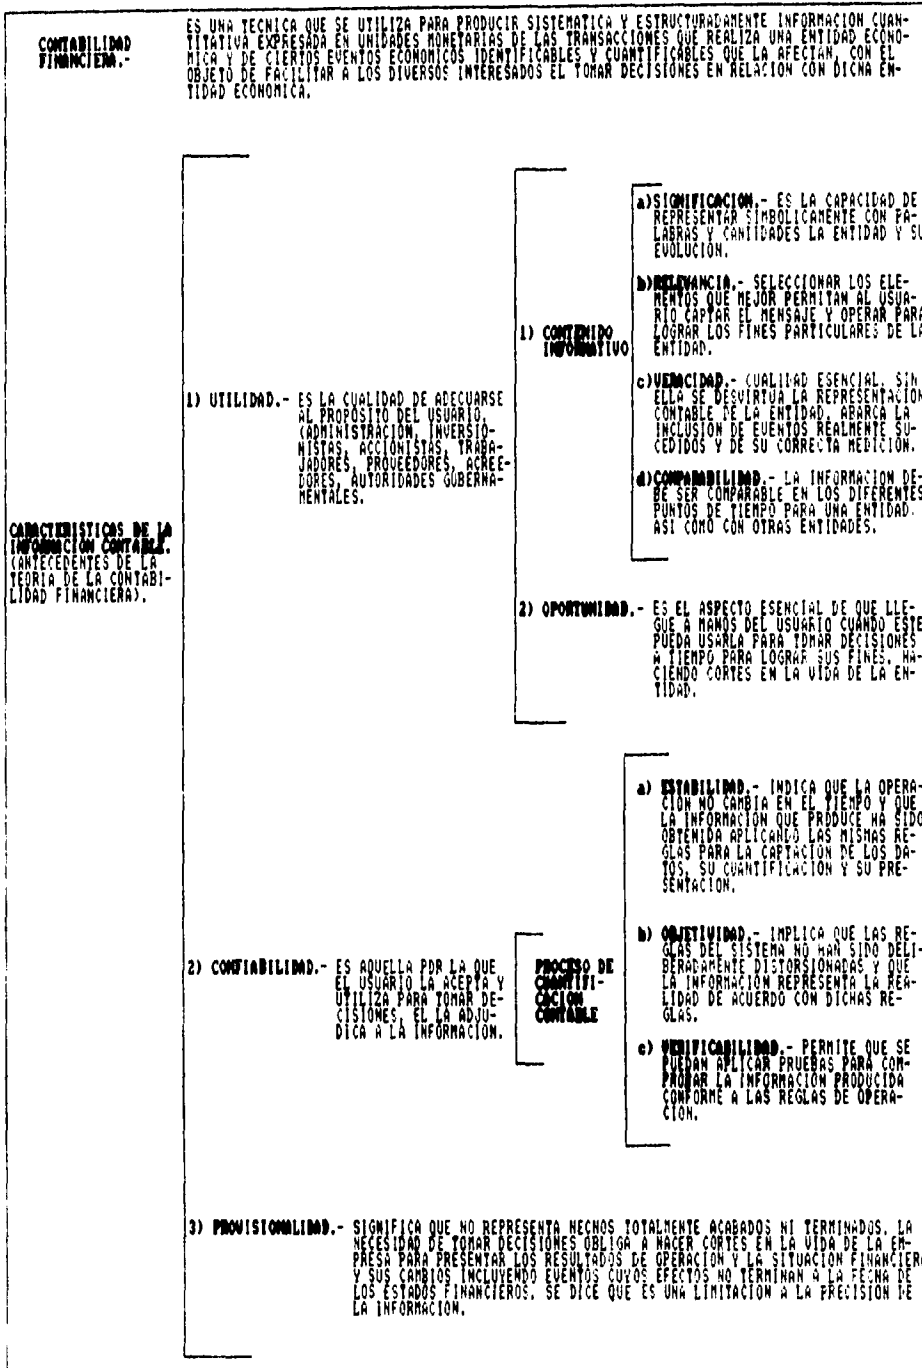 CONTABILIDAD
FINANCIERA.-
ES UNA TECNICA QUE SE UTILIZA PARA PRODUCIR SISTEMATICA Y ESTRUCTURADAMENTE INFORMACION CUAN-
TITATIVA EXPRESADA EN UNIDADES MONETARIAS DE LAS TRANSACCIONES QUE REALIZA UNA ENTIDAD ECONO-
MICA Y DE CIERTOS EVENTOS ECONOMICOS IDENTIFICABLES Y CUANTIFICABLES QUE LA AFECTAN, CON EL
OBJETO DE FACILITAR A LOS DIVERSOS INTERESADOS EL TOMAR DECISIONES EN RELACION CON DICHA EN-
TIDAD ECONOMICA.
CARACTERISTICAS DE LA
INFORMACION CONTABLE.
(ANTECEDENTES DE LA
TEORIA DE LA CONTABI-
LIDAD FINANCIERA).
1) UTILIDAD.- ES LA CUALIDAD DE ADECUARSE
AL PROPOSITO DEL USUARIO.
(ADMINISTRACION, INVERSIO-
NISTAS, ACCIONISTAS, TRABA-
JADORES, PROVEEDORES, ACREE-
DORES, AUTORIDADES GUBERNA-
MENTALES.
1) CONTENIDO
INFORMATIVO
a)SIGNIFICACION.- ES LA CAPACIDAD DE
REPRESENTAR SIMBOLICAMENTE CON PA-
LABRAS Y CANTIDADES LA ENTIDAD Y SU
EVOLUCION.
b)RELEVANCIA.- SELECCIONAR LOS ELE-
MENTOS QUE MEJOR PERMITAN AL USUA-
RIO CAPTAR EL MENSAJE Y OPERAR PARA
LOGRAR LOS FINES PARTICULARES DE LA
ENTIDAD.
c)VERACIDAD.- CUALIDAD ESENCIAL, SIN
ELLA SE DESVIRTUA LA REPRESENTACION
CONTABLE DE LA ENTIDAD, ABARCA LA
INCLUSION DE EVENTOS REALMENTE SU-
CEDIDOS Y DE SU CORRECTA MEDICION.
d)COMPARABILIDAD.- LA INFORMACION DE-
BE SER COMPARABLE EN LOS DIFERENTES
PUNTOS DE TIEMPO PARA UNA ENTIDAD.
ASI COMO CON OTRAS ENTIDADES.
2) OPORTUNIDAD.- ES EL ASPECTO ESENCIAL DE QUE LLE-
GUE A MANOS DEL USUARIO CUANDO ESTE
PUEDA USARLA PARA TOMAR DECISIONES
A TIEMPO PARA LOGRAR SUS FINES, HA-
CIENDO CORTES EN LA VIDA DE LA EN-
TIDAD.
2) CONFIABILIDAD.- ES AQUELLA POR LA QUE
EL USUARIO LA ACEPTA Y
UTILIZA PARA TOMAR DE-
CISIONES, EL LA ADJU-
DICA A LA INFORMACION.
PROCESO DE
CUANTIFI-
CACION
CONTABLE
a) ESTABILIDAD.- INDICA QUE LA OPERA-
CION NO CAMBIA EN EL TIEMPO Y QUE
LA INFORMACION QUE PRODUCE HA SIDO
OBTENIDA APLICANDO LAS MISMAS RE-
GLAS PARA LA CAPTACION DE LOS DA-
TOS, SU CUANTIFICACION Y SU PRE-
SENTACION.
b) OBJETIVIDAD.- IMPLICA QUE LAS RE-
GLAS DEL SISTEMA NO HAN SIDO DELI-
BERADAMENTE DISTORSIONADAS Y QUE
LA INFORMACION REPRESENTA LA REA-
LIDAD DE ACUERDO CON DICHAS RE-
GLAS.
c) VERIFICABILIDAD.- PERMITE QUE SE
PUEDAN APLICAR PRUEBAS PARA COM-
PROBAR LA INFORMACION PRODUCIDA
CONFORME A LAS REGLAS DE OPERA-
CION.
3) PROVISIONALIDAD.- SIGNIFICA QUE NO REPRESENTA HECHOS TOTALMENTE ACABADOS NI TERMINADOS. LA
NECESIDAD DE TOMAR DECISIONES OBLIGA A HACER CORTES EN LA VIDA DE LA EM-
PRESA PARA PRESENTAR LOS RESULTADOS DE OPERACION Y LA SITUACION FINANCIERA
Y SUS CAMBIOS INCLUYENDO EVENTOS CUYOS EFECTOS NO TERMINAN A LA FECHA DE
LOS ESTADOS FINANCIEROS. SE DICE QUE ES UNA LIMITACION A LA PRECISION DE
LA INFORMACION.